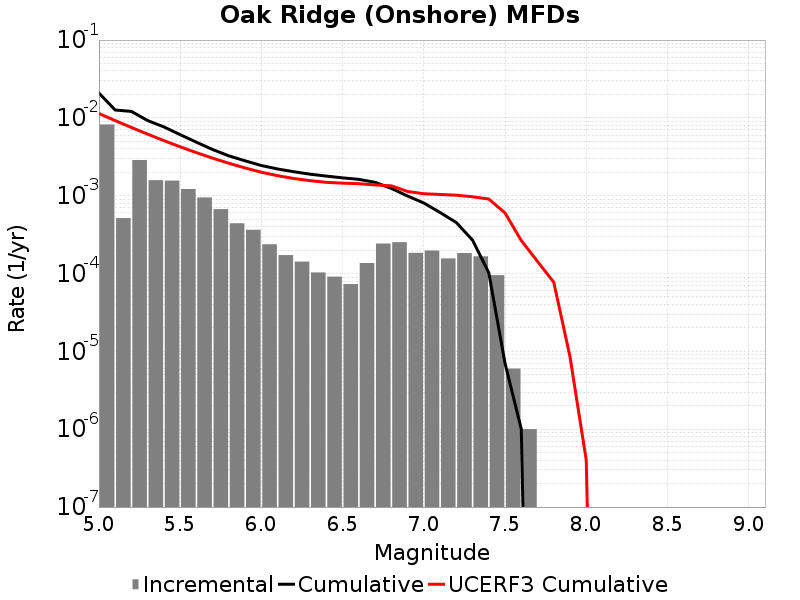 Oak Ridge (Onshore) MFDs
Rate (1/yr)
10-1
10-2
10-3
10-4
10-5
10-6
10-7
5.0 5.5 6.0 6.5 7.0 7.5 8.0 8.5 9.0
Magnitude
Incremental Cumulative UCERF3 Cumulative